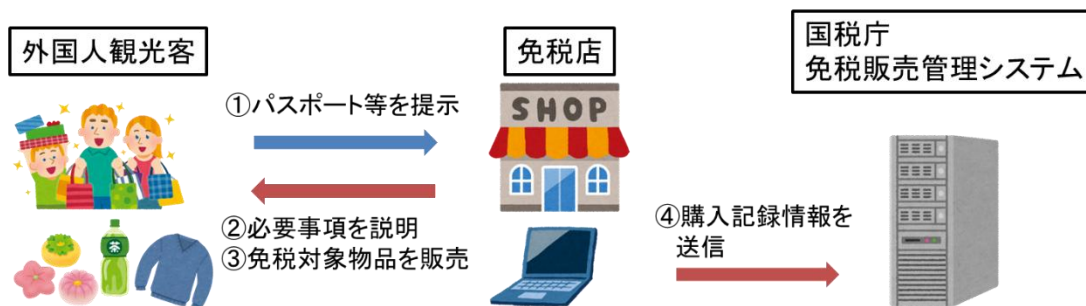 外国人観光客
免税店
国税庁
免税販売管理システム
①パスポート等を提示
SHOP
②必要事項を説明
③免税対象物品を販売
茶
④購入記録情報を
送信